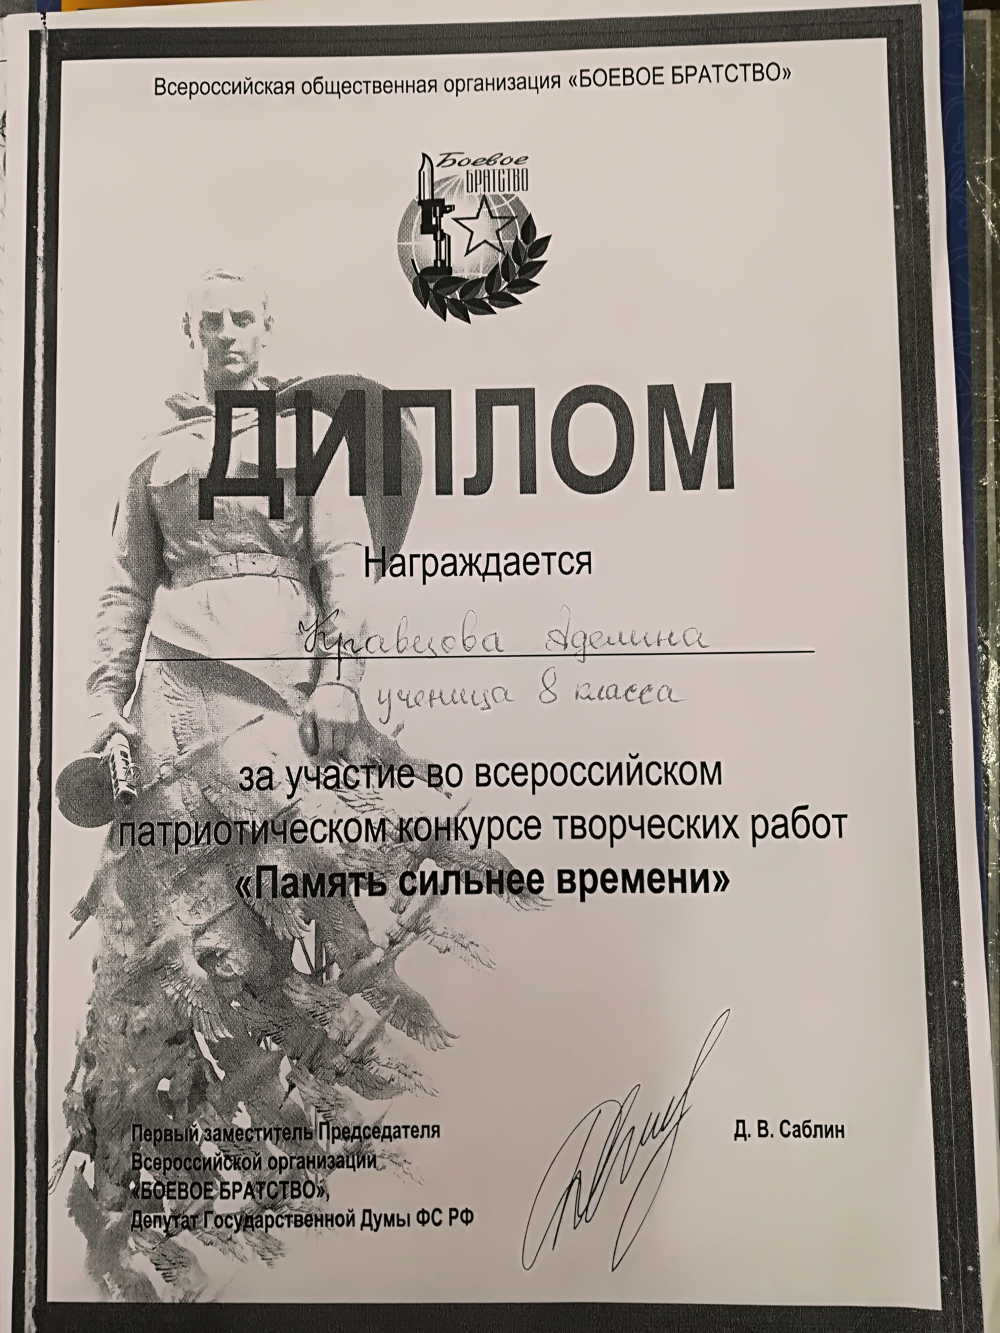 Всероссийская общественная организация «БОЕВОЕ БРАТСТВО»
Боевое
БРАТСТВО
ДИПЛОМ
Награждается
Кравцова Аделина
ученица 8 класса
за участие во всероссийском
патриотическом конкурсе творческих работ
«Память сильнее времени»
Первый заместитель Председателя
Всероссийской организации
«БОЕВОЕ БРАТСТВО»,
Депутат Государственной Думы ФС РФ
Д. В. Саблин